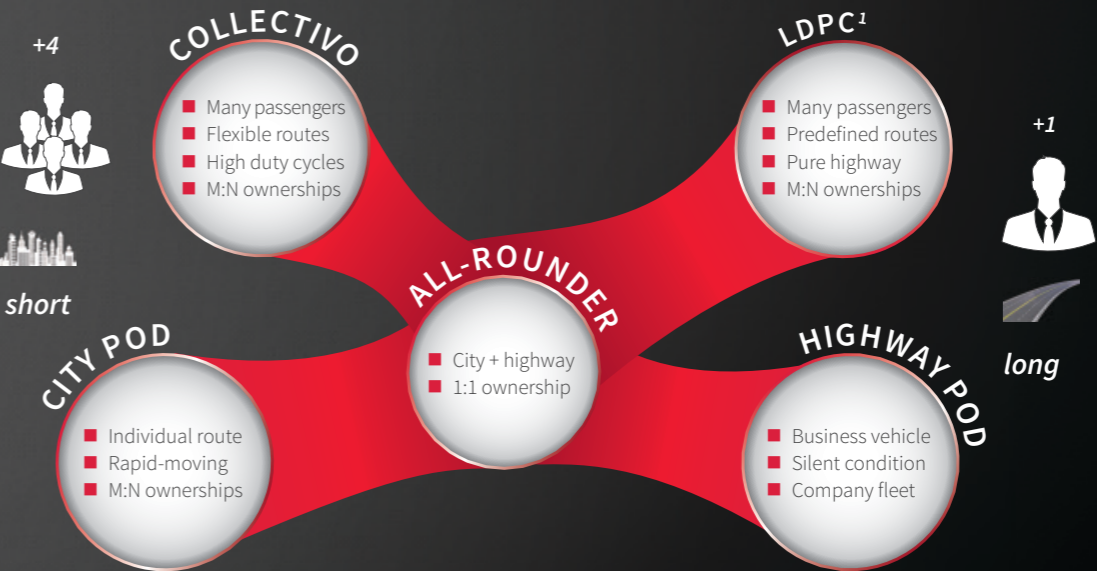 +4
short
COLLECTIVO
Many passengers
Flexible routes
High duty cycles
M:N ownerships
LDPC¹
Many passengers
Predefined routes
Pure highway
M:N ownerships
+1
long
ALL-ROUNDER
City + highway
1:1 ownership
CITY POD
Individual route
Rapid-moving
M:N ownerships
HIGHWAY POD
Business vehicle
Silent condition
Company fleet